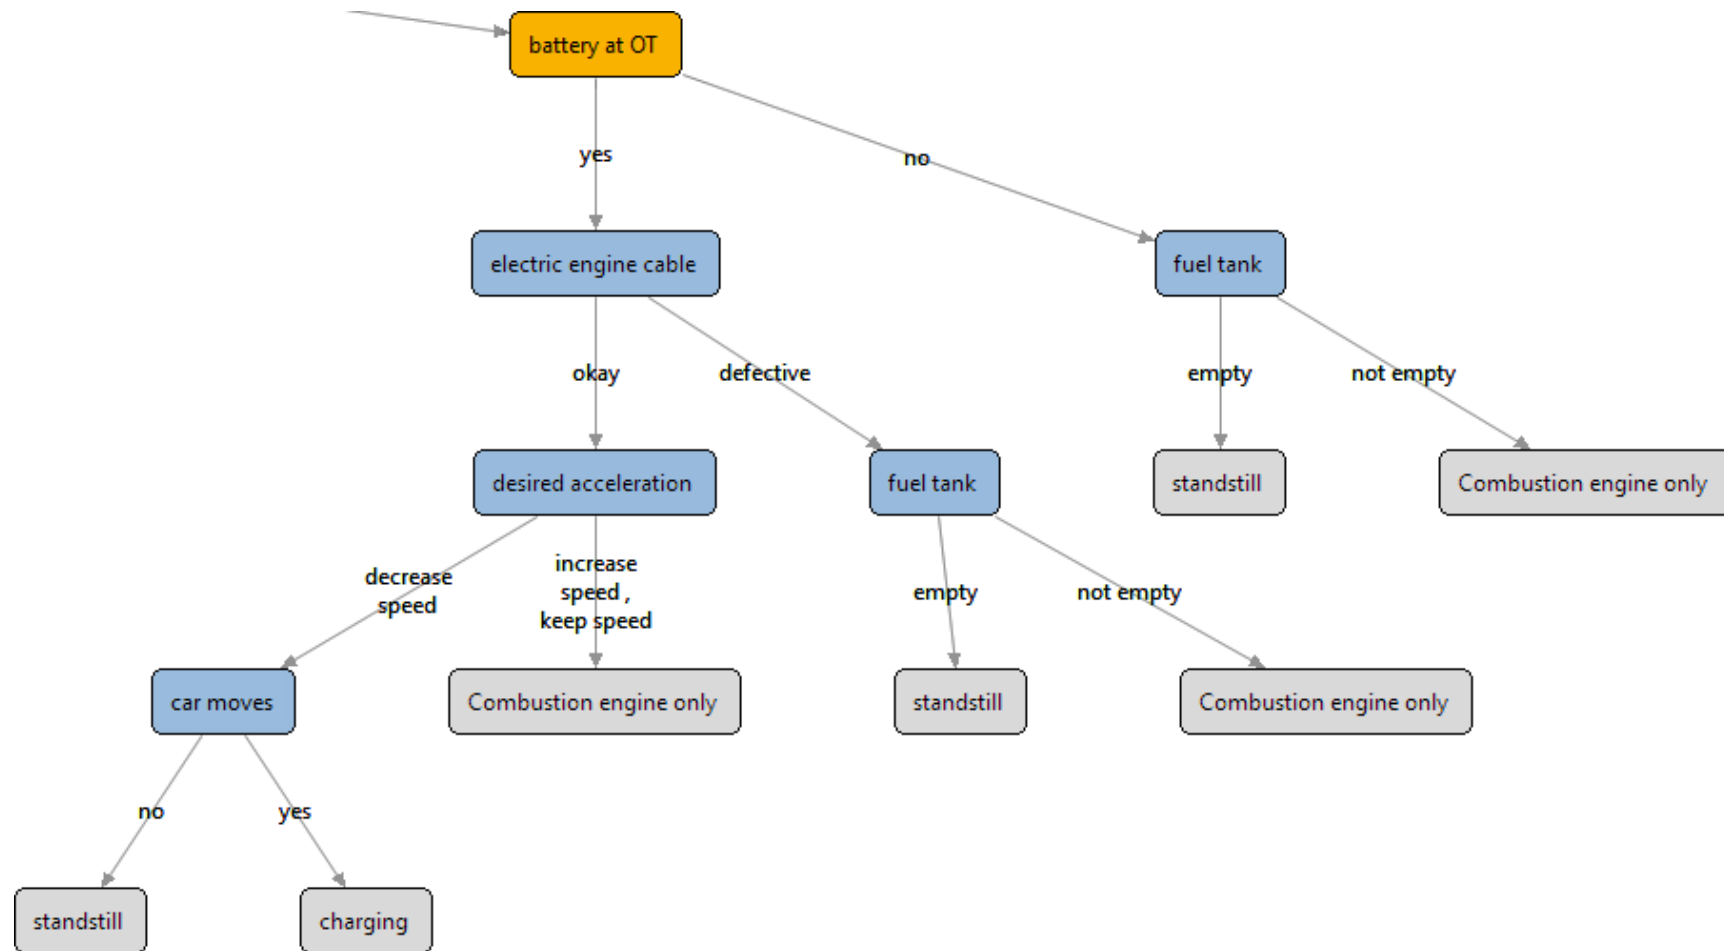 battery at OT
yes
no
electric engine cable
fuel tank
okay
defective
empty
not empty
desired acceleration
fuel tank
standstill
Combustion engine only
decrease
speed
increase
speed ,
keep speed
empty
not empty
car moves
Combustion engine only
standstill
Combustion engine only
no
yes
standstill
charging